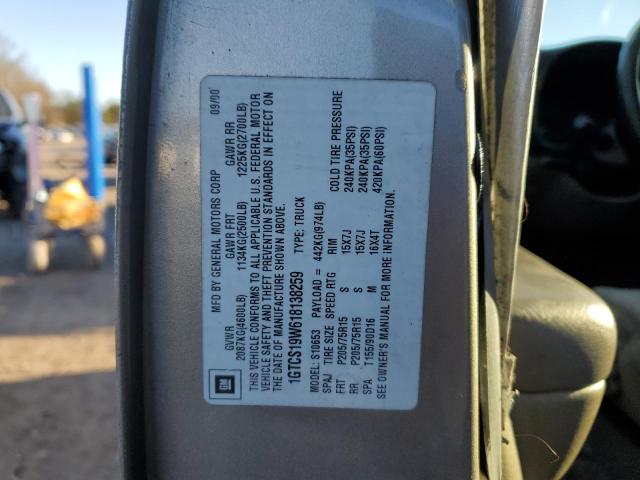 MFD BY GENERAL MOTORS CORP 09/00
GVWR GAWR FRT GAWR RR
2087KG(4600LB) 1134KG(2500LB) 1225KG(2700LB)
THIS VEHICLE CONFORMS TO ALL APPLICABLE U.S. FEDERAL MOTOR
VEHICLE SAFETY AND THEFT PREVENTION STANDARDS IN EFFECT ON
THE DATE OF MANUFACTURE SHOWN ABOVE.
1GTCS19W618138259 TYPE: TRUCK
MODEL: S10653 PAYLOAD = 442KG(974LB)
SPAJ TIRE SIZE SPEED RTG RIM COLD TIRE PRESSURE
FRT P205/75R15 S 15X7J 240KPA(35PSI)
RR P205/75R15 S 15X7J 240KPA(35PSI)
SPA T155/90D16 M 16X4T 420KPA(60PSI)
SEE OWNER'S MANUAL FOR MORE INFORMATION.
GM